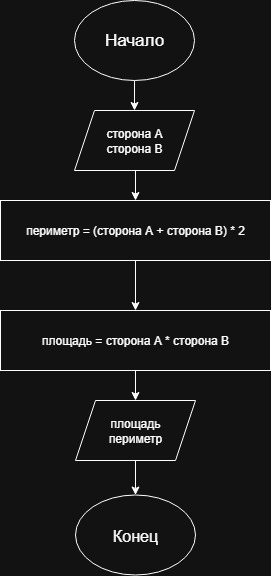 Начало
сторона А
сторона В
периметр = (сторона А + сторона В) * 2
площадь = сторона А * сторона В
площадь
периметр
Конец